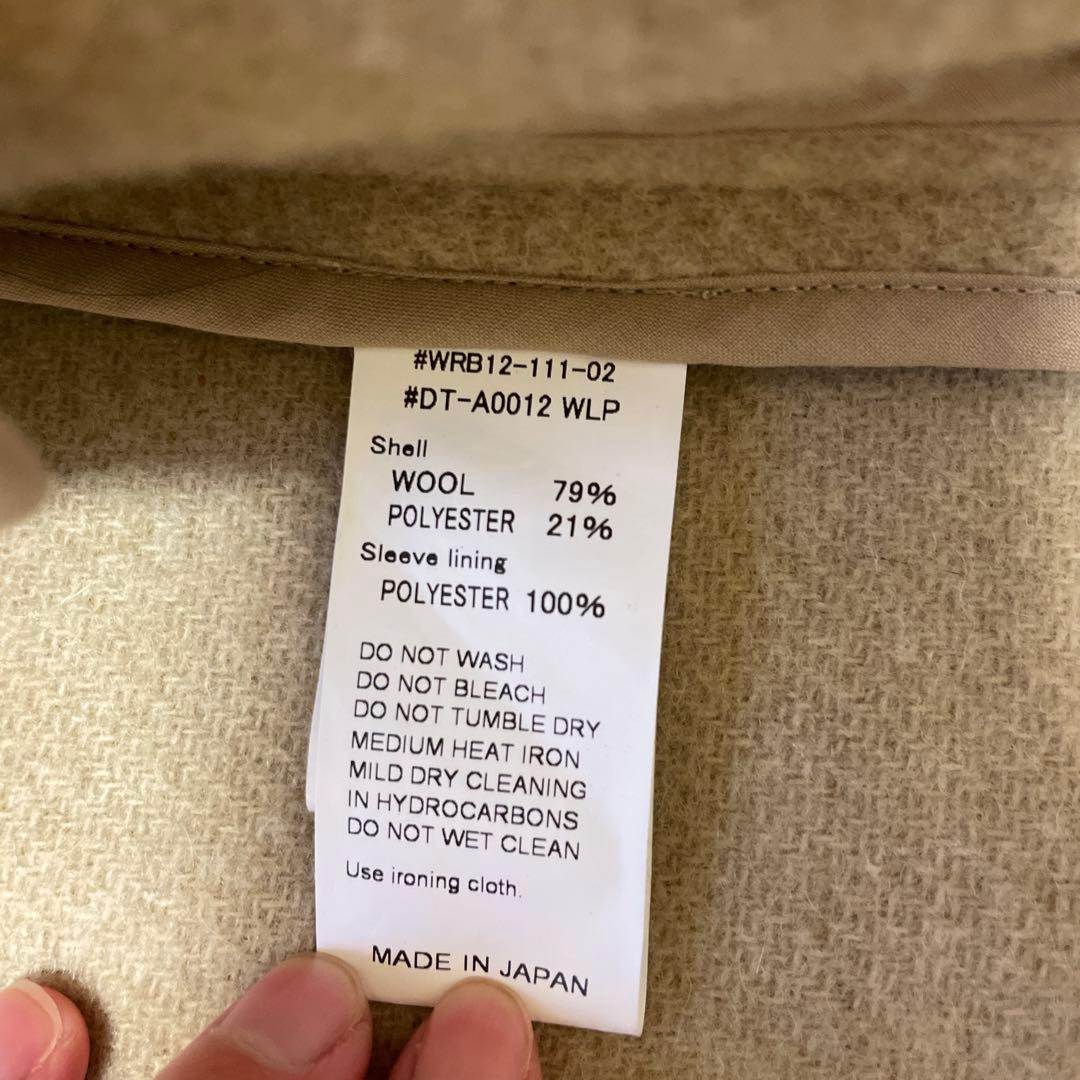 #WRB12-111-02
#DT-A0012 WLP
Shell
WOOL 79%
POLYESTER 21%
Sleeve lining
POLYESTER 100%
DO NOT WASH
DO NOT BLEACH
DO NOT TUMBLE DRY
MEDIUM HEAT IRON
MILD DRY CLEANING
IN HYDROCARBONS
DO NOT WET CLEAN
Use ironing cloth.
MADE IN JAPAN